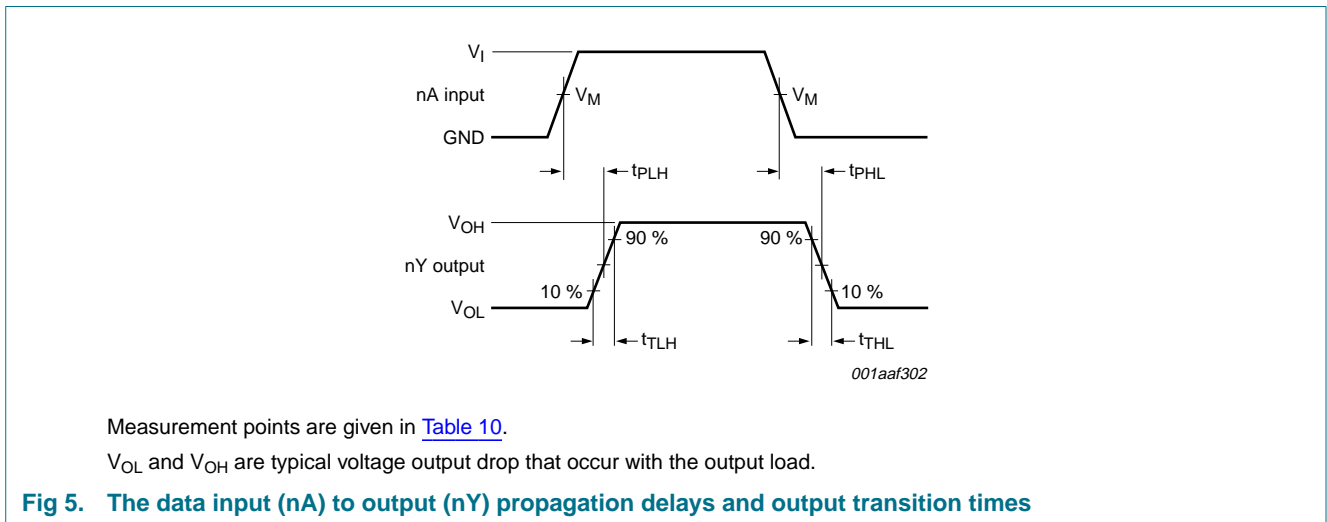 V_I
nA input
V_M
V_M
GND
t_PLH
t_PHL
V_OH
90 %
90 %
nY output
10 %
10 %
V_OL
t_TLH
t_THL
001aaf302
Measurement points are given in Table 10.
V_OL and V_OH are typical voltage output drop that occur with the output load.
Fig 5. The data input (nA) to output (nY) propagation delays and output transition times